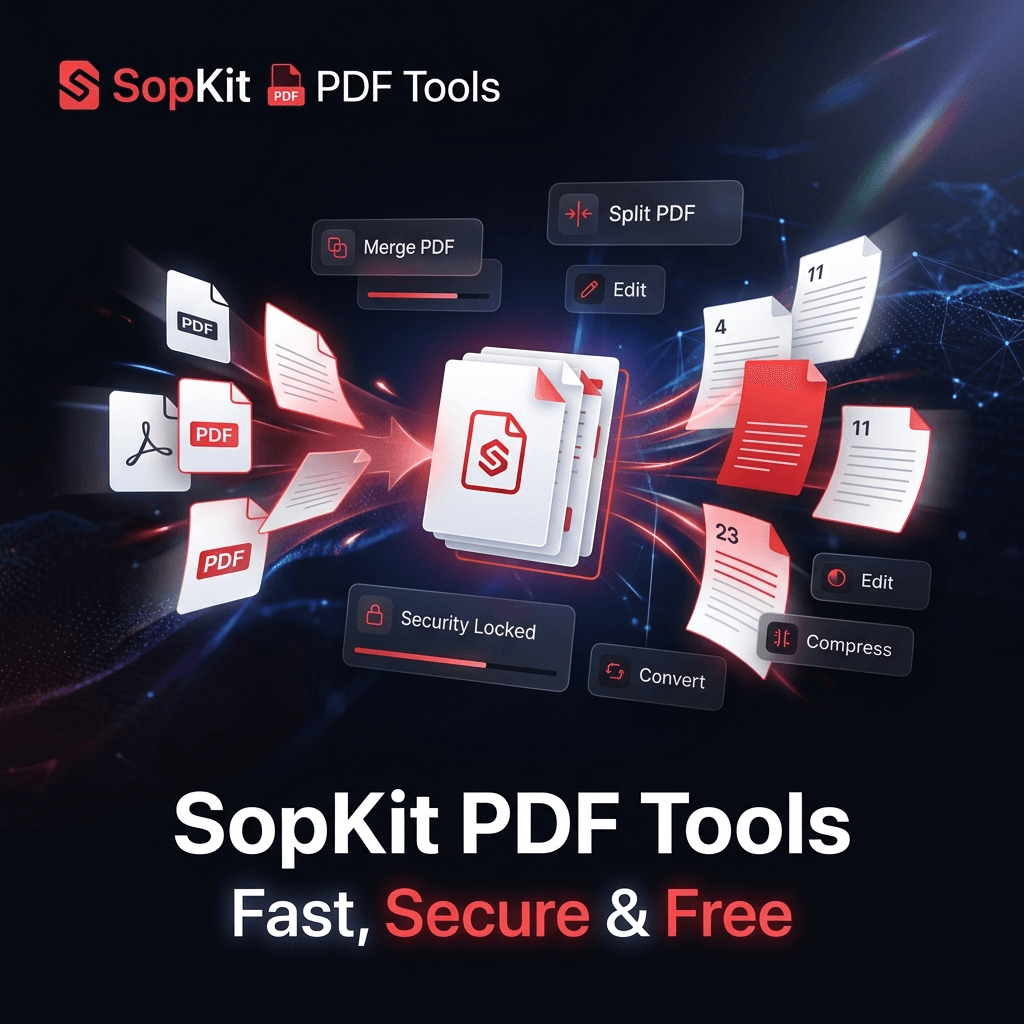 SopKit PDF PDF Tools
Split PDF
Merge PDF
Edit
11
4
PDF
PDF
11
PDF
23
Edit
Security Locked
Compress
Convert
SopKit PDF Tools
Fast, Secure & Free